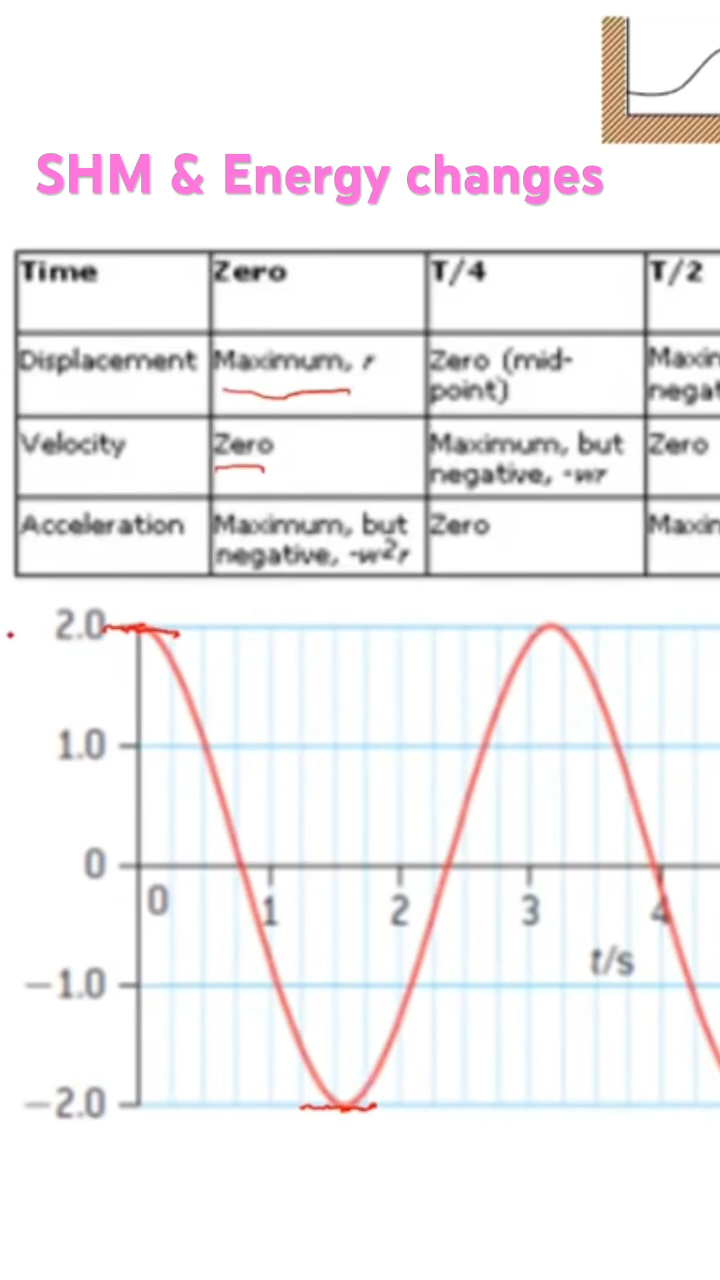 SHM & Energy changes
Time Zero T/4 T/2
Displacement Maximum, r Zero (mid-
point)
Velocity Zero Maximum, but Zero
negative, -wr
Acceleration Maximum, but Zero
negative, -w²r
2.0
1.0
0
0 1 2 3 4
t/s
−1.0
−2.0